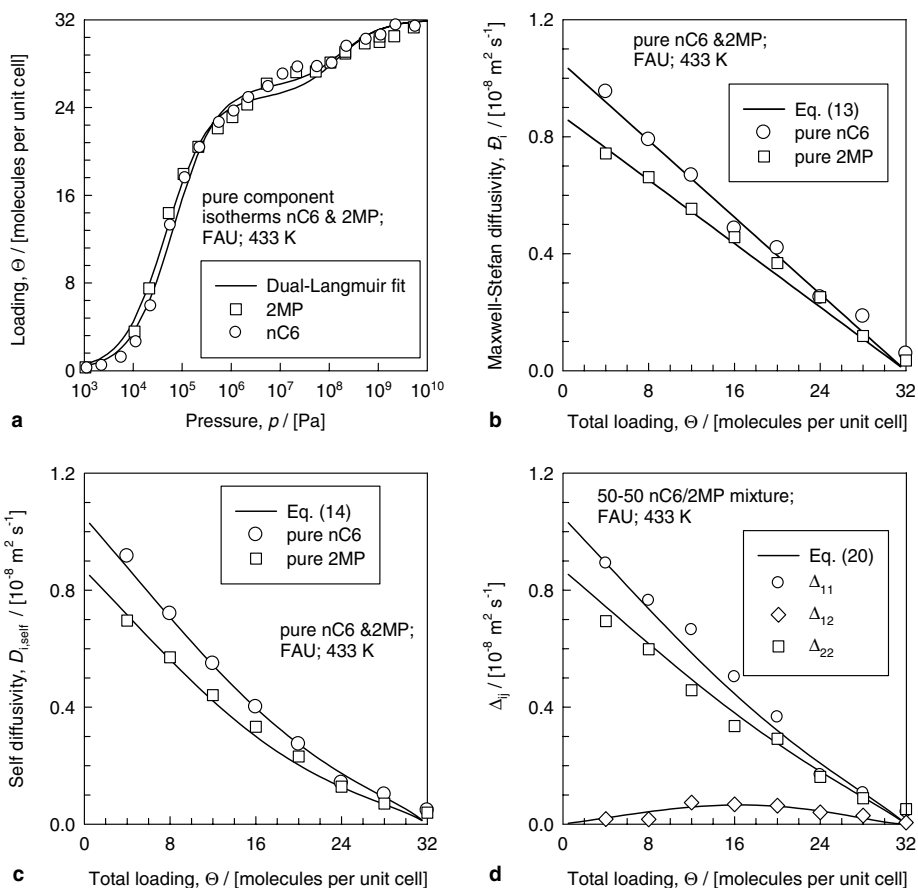 32
24
16
8
0
Loading, Θ / [molecules per unit cell]
pure component
isotherms nC6 & 2MP;
FAU; 433 K
Dual-Langmuir fit
2MP
nC6
10³ 10⁴ 10⁵ 10⁶ 10⁷ 10⁸ 10⁹ 10¹⁰
a Pressure, p / [Pa]
1.2
0.8
0.4
0.0
Maxwell-Stefan diffusivity, Đi / [10⁻⁸ m² s⁻¹]
pure nC6 &2MP;
FAU; 433 K
Eq. (13)
pure nC6
pure 2MP
0 8 16 24 32
b Total loading, Θ / [molecules per unit cell]
1.2
0.8
0.4
0.0
Self diffusivity, Di,self / [10⁻⁸ m² s⁻¹]
Eq. (14)
pure nC6
pure 2MP
pure nC6 &2MP;
FAU; 433 K
0 8 16 24 32
c Total loading, Θ / [molecules per unit cell]
1.2
0.8
0.4
0.0
Δij / [10⁻⁸ m² s⁻¹]
50-50 nC6/2MP mixture;
FAU; 433 K
Eq. (20)
Δ11
Δ12
Δ22
0 8 16 24 32
d Total loading, Θ / [molecules per unit cell]